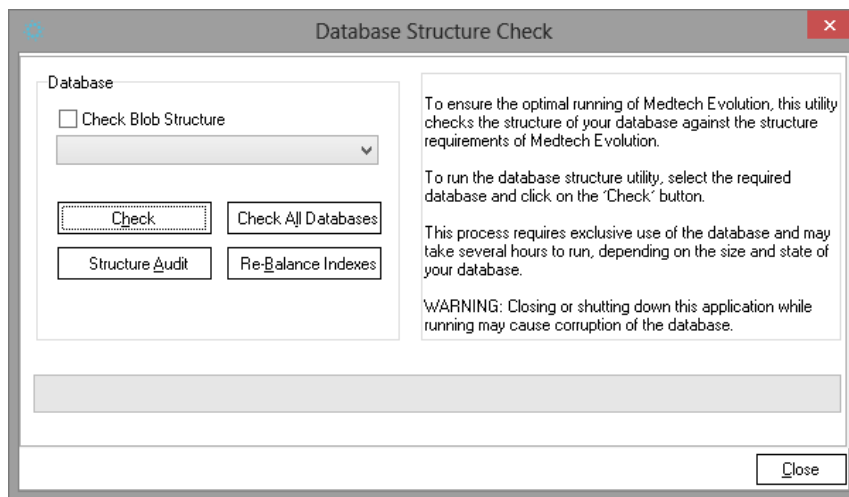 Database Structure Check
Database
Check Blob Structure
Check
Check All Databases
Structure Audit
Re-Balance Indexes
To ensure the optimal running of Medtech Evolution, this utility
checks the structure of your database against the structure
requirements of Medtech Evolution.
To run the database structure utility, select the required
database and click on the 'Check' button.
This process requires exclusive use of the database and may
take several hours to run, depending on the size and state of
your database.
WARNING: Closing or shutting down this application while
running may cause corruption of the database.
Close